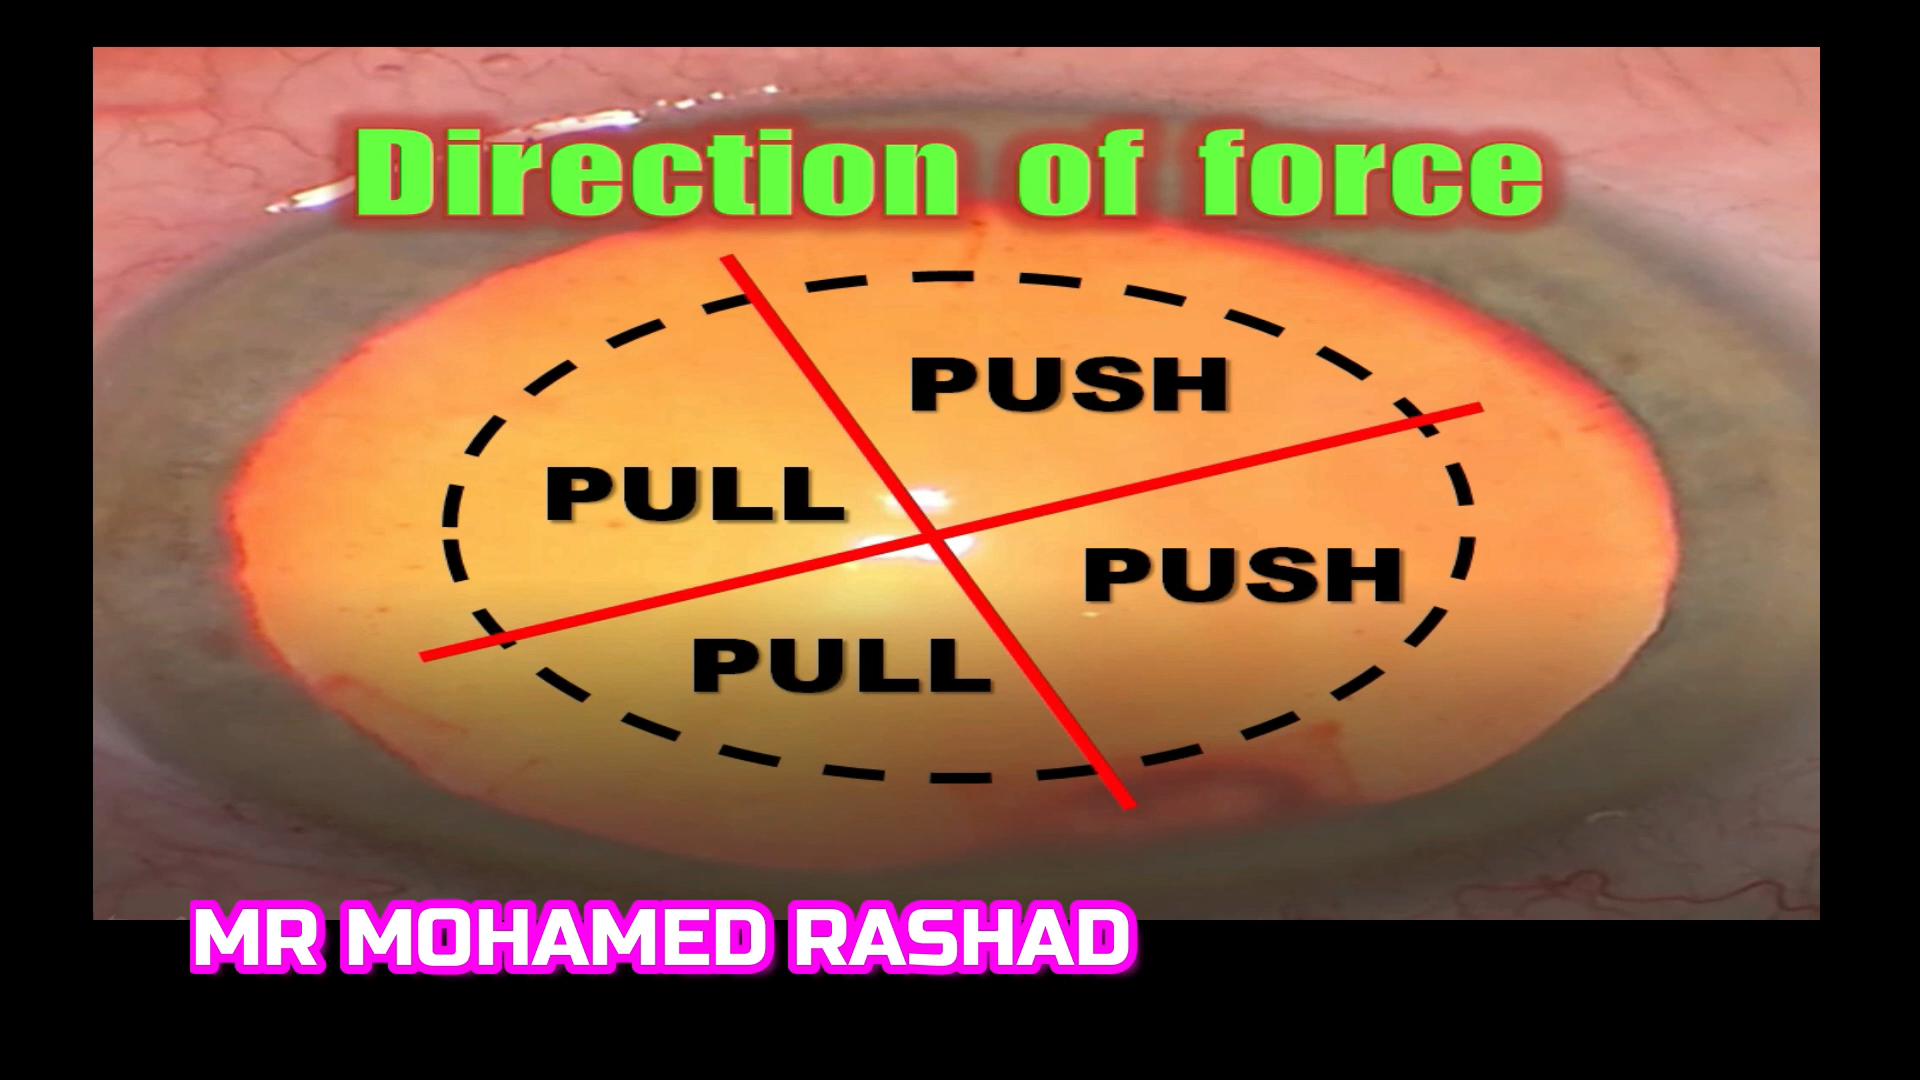 Direction of force
PUSH
PULL
PUSH
PULL
MR MOHAMED RASHAD